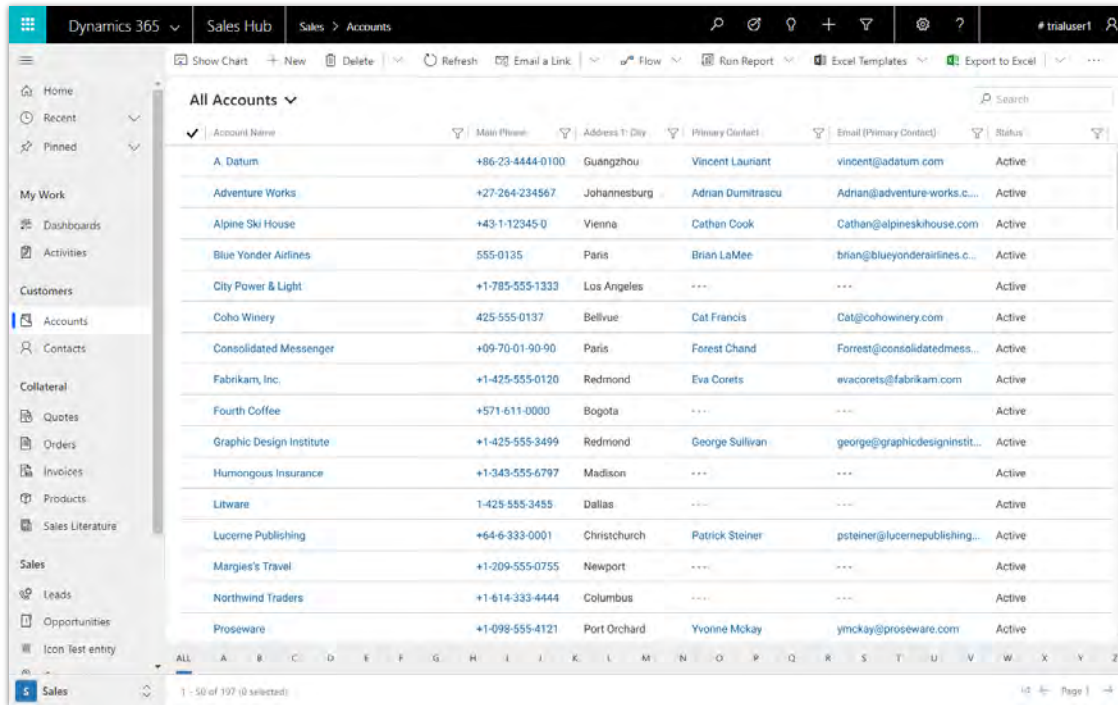 Dynamics 365 Sales Hub Sales > Accounts # trialuser1
Show Chart New Delete Refresh Email a Link Flow Run Report Excel Templates Export to Excel
Home
Recent
Pinned
My Work
Dashboards
Activities
Customers
Accounts
Contacts
Collateral
Quotes
Orders
Invoices
Products
Sales Literature
Sales
Leads
Opportunities
Icon Test entity
S Sales
All Accounts Search
Account Name Main Phone Address 1: City Primary Contact Email (Primary Contact) Status
A. Datum +86-23-4444-0100 Guangzhou Vincent Lauriant vincent@adatum.com Active
Adventure Works +27-264-234567 Johannesburg Adrian Dumitrascu Adrian@adventure-works.c... Active
Alpine Ski House +43-1-12345-0 Vienna Cathan Cook Cathan@alpineskihouse.com Active
Blue Yonder Airlines 555-0135 Paris Brian LaMee brian@blueyonderairlines.c... Active
City Power & Light +1-785-555-1333 Los Angeles --- --- Active
Coho Winery 425-555-0137 Bellvue Cat Francis Cat@cohowinery.com Active
Consolidated Messenger +09-70-01-90-90 Paris Forest Chand Forrest@consolidatedmess... Active
Fabrikam, Inc. +1-425-555-0120 Redmond Eva Corets evacorets@fabrikam.com Active
Fourth Coffee +571-611-0000 Bogota --- --- Active
Graphic Design Institute +1-425-555-3499 Redmond George Sullivan george@graphicdesigninstit... Active
Humongous Insurance +1-343-555-6797 Madison --- --- Active
Litware 1-425-555-3455 Dallas --- --- Active
Lucerne Publishing +64-6-333-0001 Christchurch Patrick Steiner psteiner@lucernepublishing... Active
Margies's Travel +1-209-555-0755 Newport --- --- Active
Northwind Traders +1-614-333-4444 Columbus --- --- Active
Proseware +1-098-555-4121 Port Orchard Yvonne Mckay ymckay@proseware.com Active
ALL A B C D E F G H I J K L M N O P Q R S T U V W X Y Z
1 - 50 of 197 (0 selected) Page 1